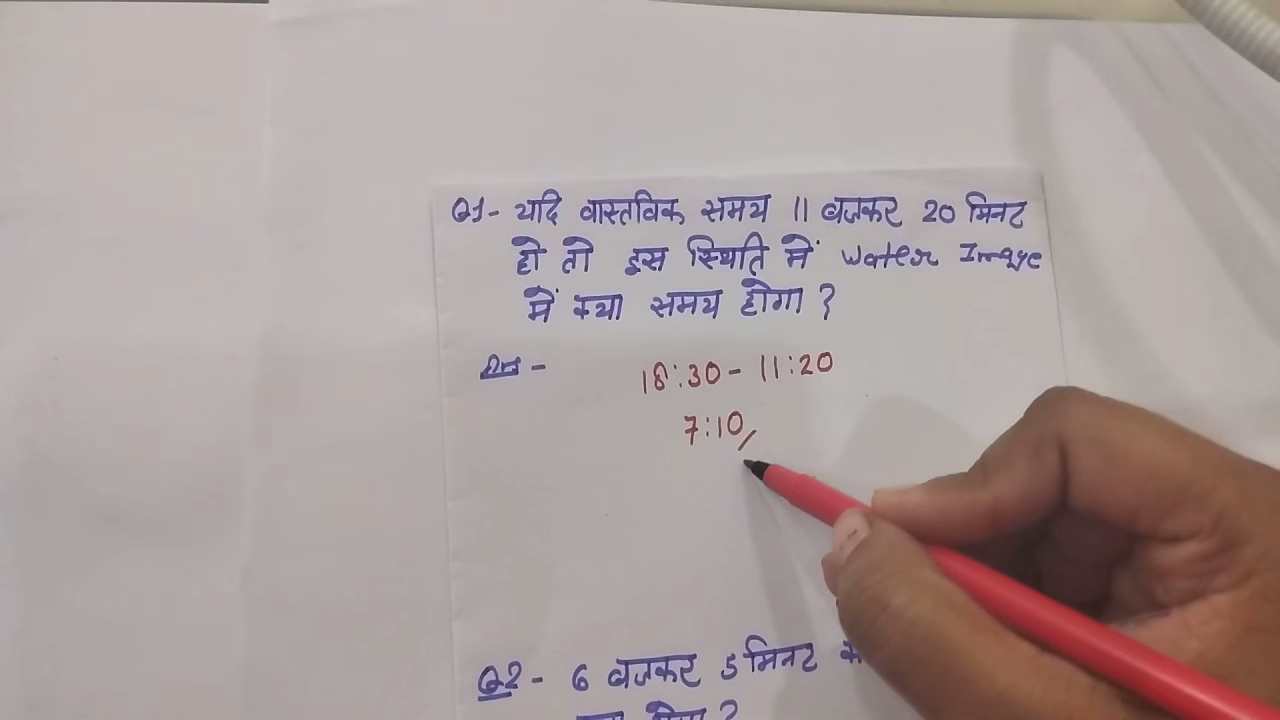 Q1- यदि वास्तविक समय 11 बजकर 20 मिनट
हो तो इस स्थिति में water Image
में क्या समय होगा ?
18:30 - 11:20
7:10
Q2- 6 बजकर 5 मिनट